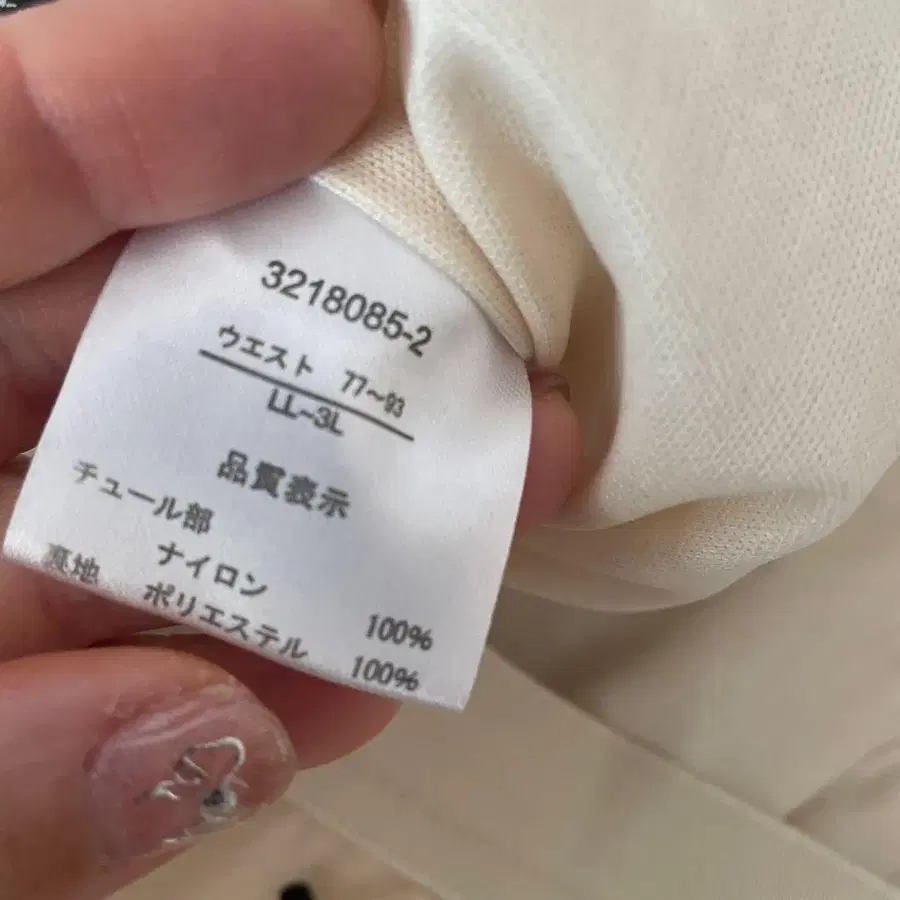 3218085-2
ウエスト 77~93
LL~3L
品質表示
チュール部
ナイロン 100%
裏地 ポリエステル 100%